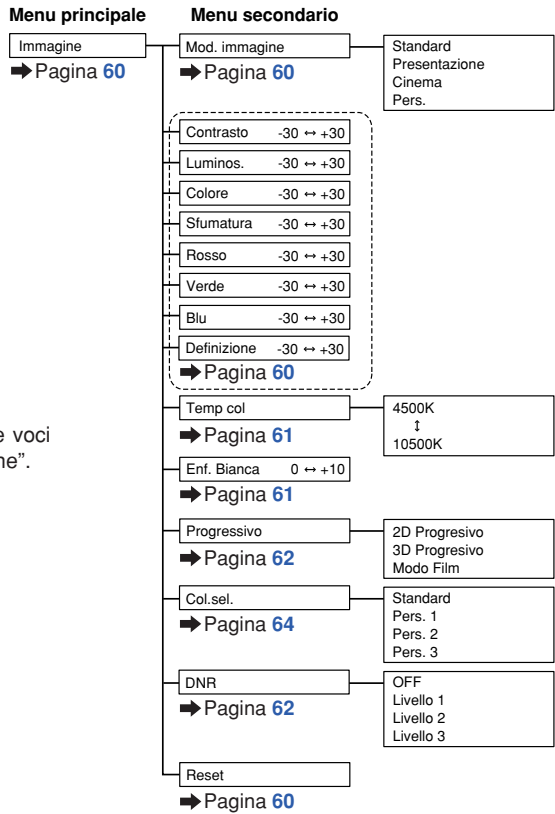 Menu principale Menu secondario
Immagine
➡ Pagina 60
Mod. immagine
➡ Pagina 60
Standard
Presentazione
Cinema
Pers.
Contrasto -30 ↔ +30
Luminos. -30 ↔ +30
Colore -30 ↔ +30
Sfumatura -30 ↔ +30
Rosso -30 ↔ +30
Verde -30 ↔ +30
Blu -30 ↔ +30
Definizione -30 ↔ +30
➡ Pagina 60
e voci
ne”.
Temp col
➡ Pagina 61
4500K
↕
10500K
Enf. Bianca 0 ↔ +10
➡ Pagina 61
Progressivo
➡ Pagina 62
2D Progresivo
3D Progresivo
Modo Film
Col.sel.
➡ Pagina 64
Standard
Pers. 1
Pers. 2
Pers. 3
DNR
➡ Pagina 62
OFF
Livello 1
Livello 2
Livello 3
Reset
➡ Pagina 60